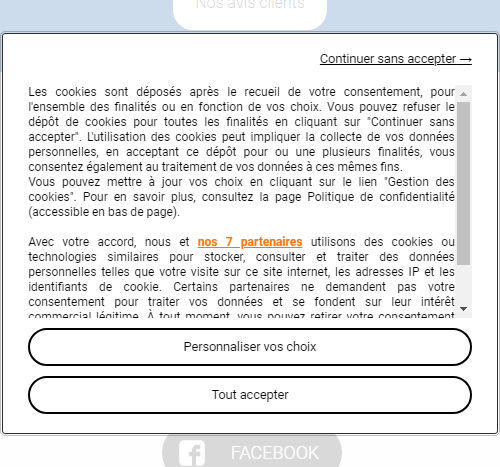 Nos avis clients
Continuer sans accepter →
Les cookies sont déposés après le recueil de votre consentement, pour
l'ensemble des finalités ou en fonction de vos choix. Vous pouvez refuser le
dépôt de cookies pour toutes les finalités en cliquant sur "Continuer sans
accepter". L'utilisation des cookies peut impliquer la collecte de vos données
personnelles, en acceptant ce dépôt pour une ou plusieurs finalités, vous
consentez également au traitement de vos données à ces mêmes fins.
Vous pouvez mettre à jour vos choix en cliquant sur le lien "Gestion des
cookies". Pour en savoir plus, consultez la page Politique de confidentialité
(accessible en bas de page).
Avec votre accord, nous et nos 7 partenaires utilisons des cookies ou
technologies similaires pour stocker, consulter et traiter des données
personnelles telles que votre visite sur ce site internet, les adresses IP et les
identifiants de cookie. Certains partenaires ne demandent pas votre
consentement pour traiter vos données et se fondent sur leur intérêt
commercial légitime. À tout moment, vous pouvez retirer votre consentement
Personnaliser vos choix
Tout accepter
FACEBOOK